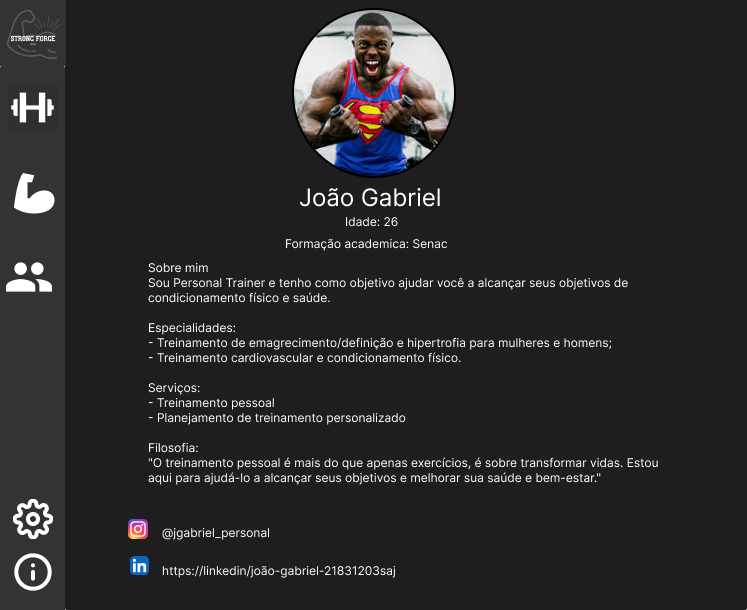 STRONG FORCE
João Gabriel
Idade: 26
Formação academica: Senac
Sobre mim
Sou Personal Trainer e tenho como objetivo ajudar você a alcançar seus objetivos de
condicionamento físico e saúde.
Especialidades:
- Treinamento de emagrecimento/definição e hipertrofia para mulheres e homens;
- Treinamento cardiovascular e condicionamento físico.
Serviços:
- Treinamento pessoal
- Planejamento de treinamento personalizado
Filosofia:
"O treinamento pessoal é mais do que apenas exercícios, é sobre transformar vidas. Estou
aqui para ajudá-lo a alcançar seus objetivos e melhorar sua saúde e bem-estar."
@jgabriel_personal
https://linkedin/joão-gabriel-21831203saj